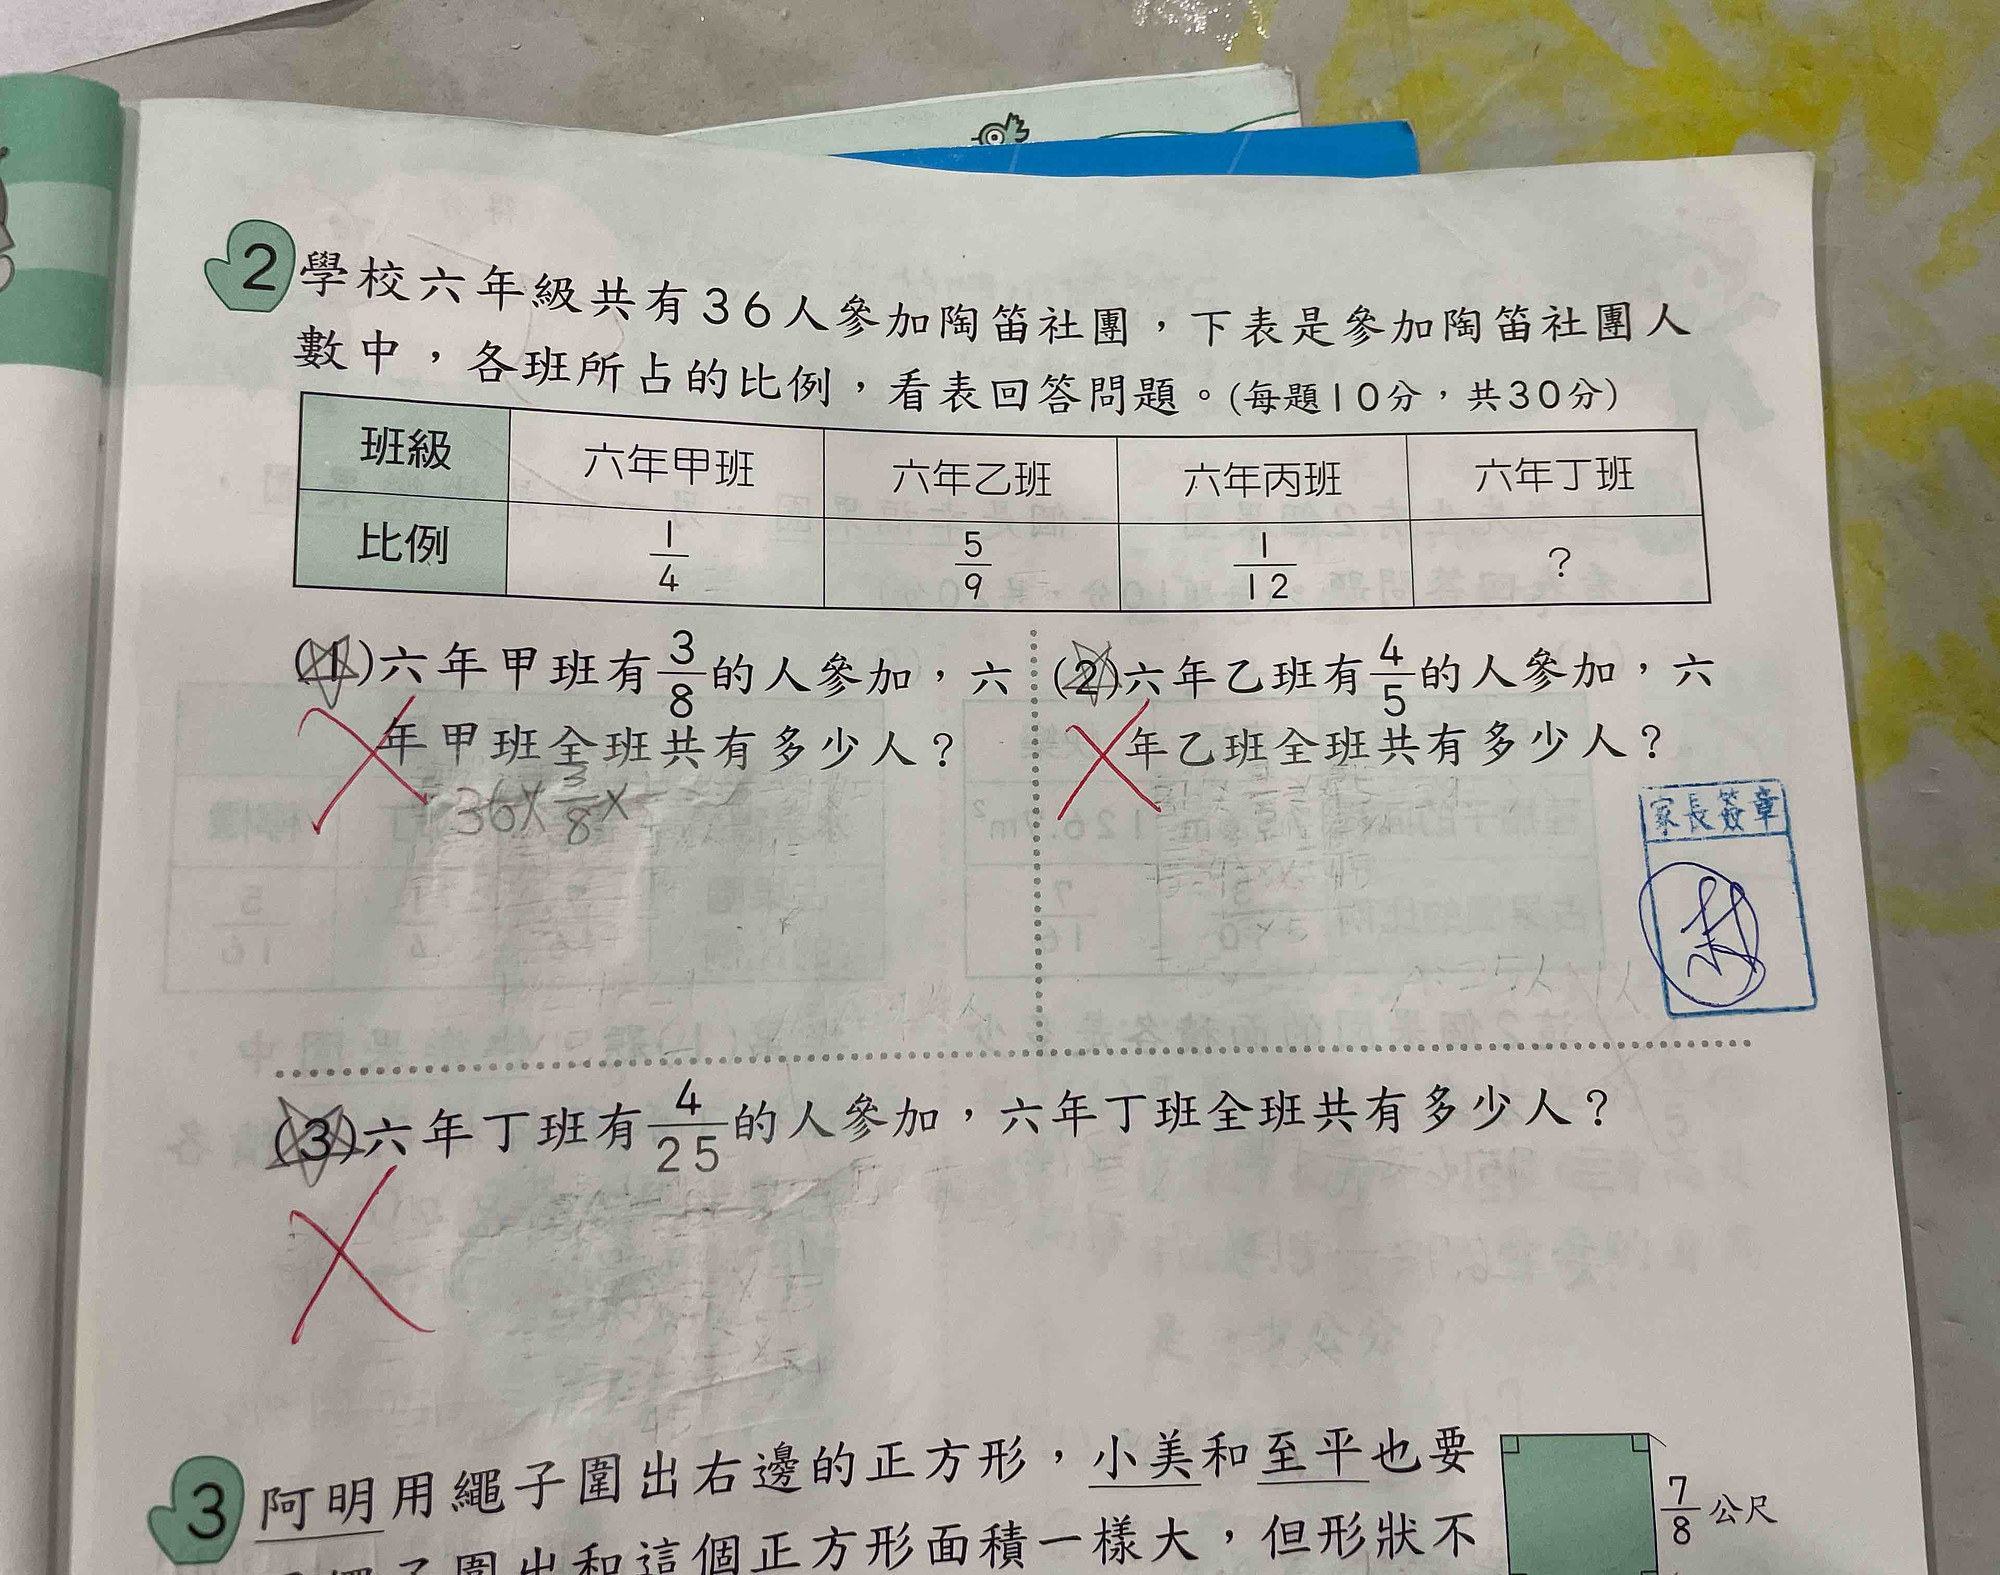 2 學校六年級共有36人參加陶笛社團，下表是參加陶笛社團人
數中，各班所占的比例，看表回答問題。(每題10分，共30分)
班級 六年甲班 六年乙班 六年丙班 六年丁班
比例 1/4 5/9 1/12 ?
(1)六年甲班有3/8的人參加，六
年甲班全班共有多少人？
36×3/8×
(2)六年乙班有4/5的人參加，六
年乙班全班共有多少人？
家長簽章
(3)六年丁班有4/25的人參加，六年丁班全班共有多少人？
3 阿明用繩子圍出右邊的正方形，小美和至平也要
繩子圍出和這個正方形面積一樣大，但形狀不
7/8公尺